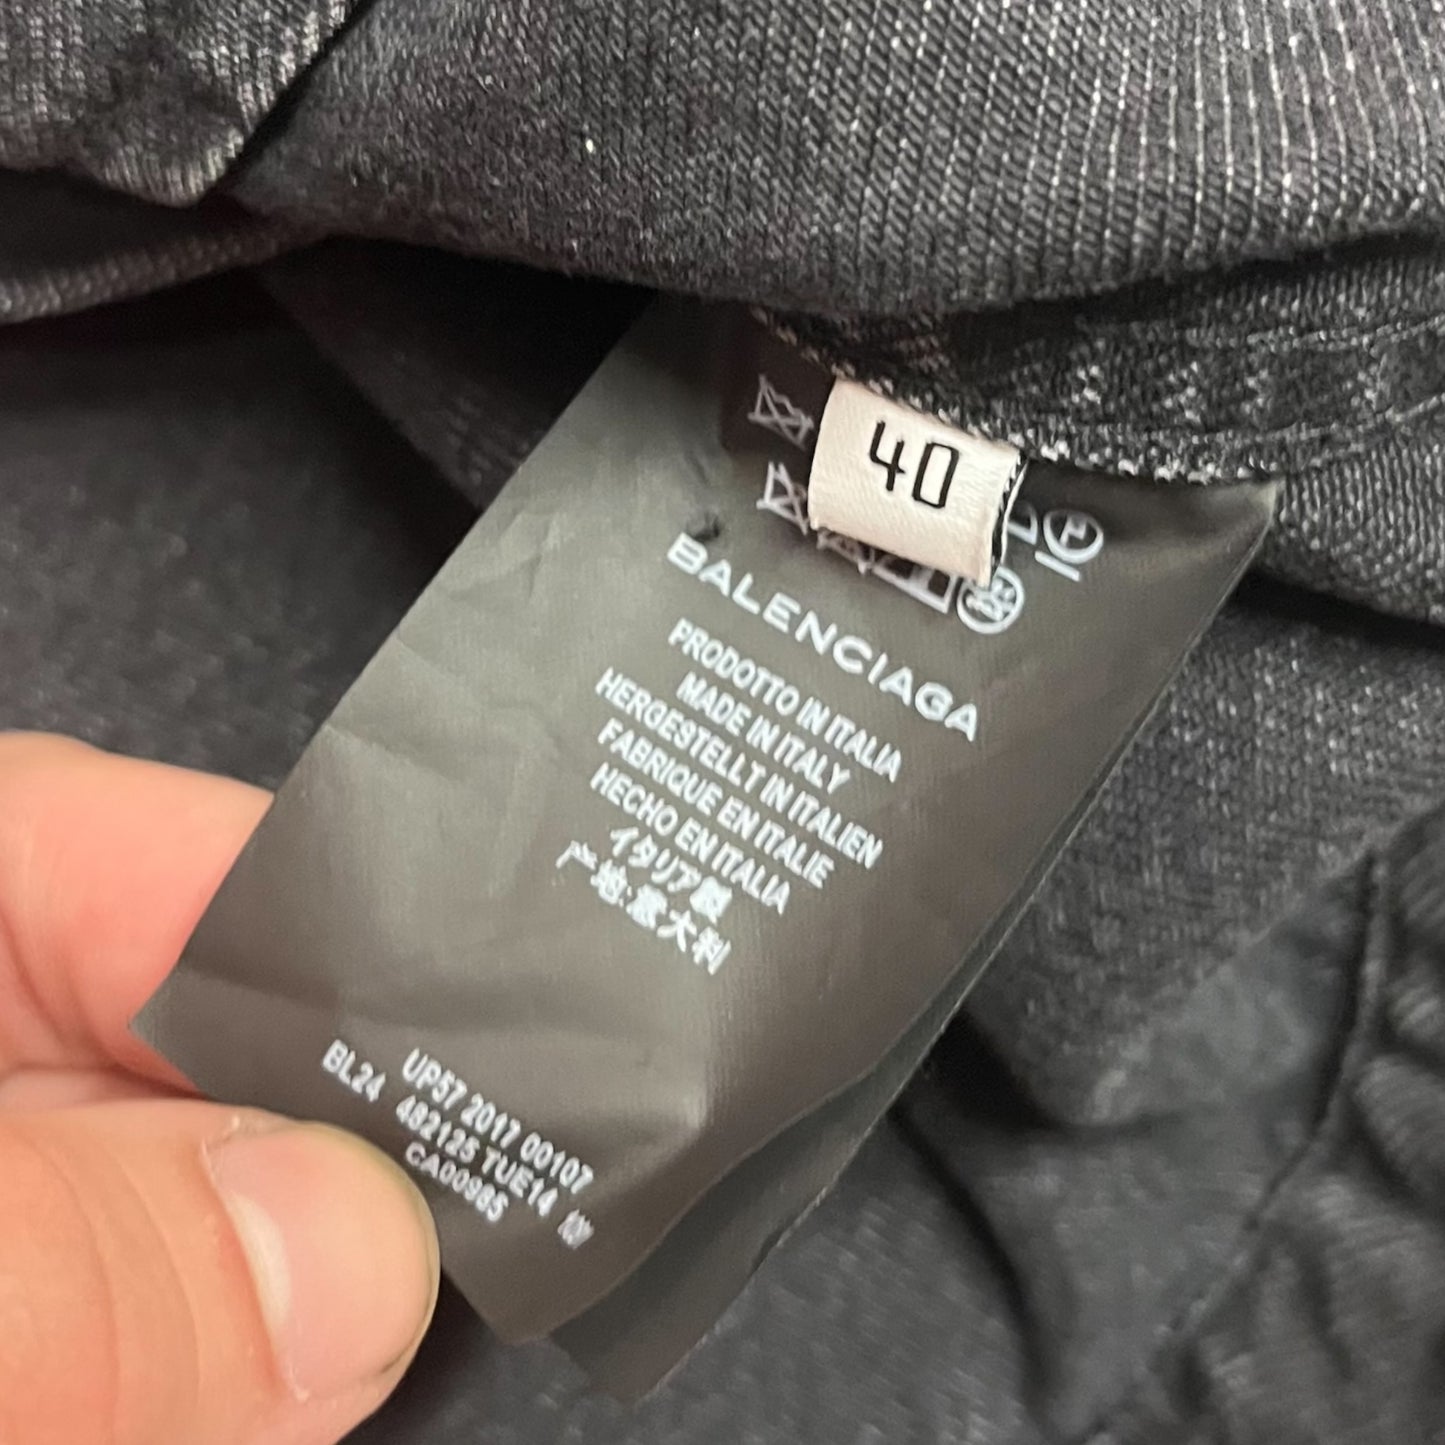 40
BALENCIAGA
PRODOTTO IN ITALIA
MADE IN ITALY
HERGESTELLT IN ITALIEN
FABRIQUE EN ITALIE
HECHO EN ITALIA
イタリア製
产地:意大利
UP57 2017 00107
BL24 482125 TUE14
CA00985